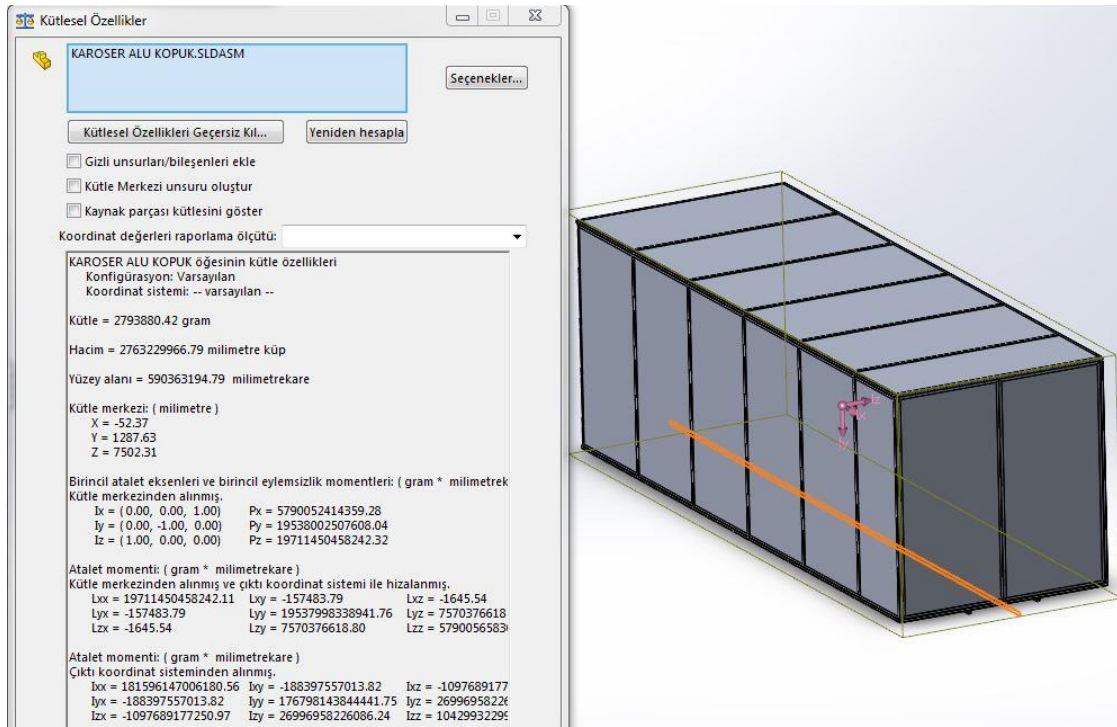 Kütlesel Özellikler
KAROSER ALU KOPUK.SLDASM
Seçenekler...
Kütlesel Özellikleri Geçersiz Kıl... Yeniden hesapla
Gizli unsurları/bileşenleri ekle
Kütle Merkezi unsuru oluştur
Kaynak parçası kütlesini göster
Koordinat değerleri raporlama ölçütü:
KAROSER ALU KOPUK öğesinin kütle özellikleri
Konfigürasyon: Varsayılan
Koordinat sistemi: -- varsayılan --
Kütle = 2793880.42 gram
Hacim = 2763229966.79 milimetre küp
Yüzey alanı = 590363194.79 milimetrekare
Kütle merkezi: ( milimetre )
X = -52.37
Y = 1287.63
Z = 7502.31
Birincil atalet eksenleri ve birincil eylemsizlik momentleri: ( gram * milimetrek
Kütle merkezinden alınmış.
Ix = ( 0.00, 0.00, 1.00) Px = 5790052414359.28
Iy = ( 0.00, -1.00, 0.00) Py = 19538002507608.04
Iz = ( 1.00, 0.00, 0.00) Pz = 19711450458242.32
Atalet momenti: ( gram * milimetrekare )
Kütle merkezinden alınmış ve çıktı koordinat sistemi ile hizalanmış.
Lxx = 19711450458242.11 Lxy = -157483.79 Lxz = -1645.54
Lyx = -157483.79 Lyy = 19537998338941.76 Lyz = 7570376618
Lzx = -1645.54 Lzy = 7570376618.80 Lzz = 5790056583
Atalet momenti: ( gram * milimetrekare )
Çıktı koordinat sisteminden alınmış.
Ixx = 181596147006180.56 Ixy = -188397557013.82 Ixz = -1097689177
Iyx = -188397557013.82 Iyy = 176798143844441.75 Iyz = 2699695822
Izx = -1097689177250.97 Izy = 26996958226086.24 Izz = 10429932299